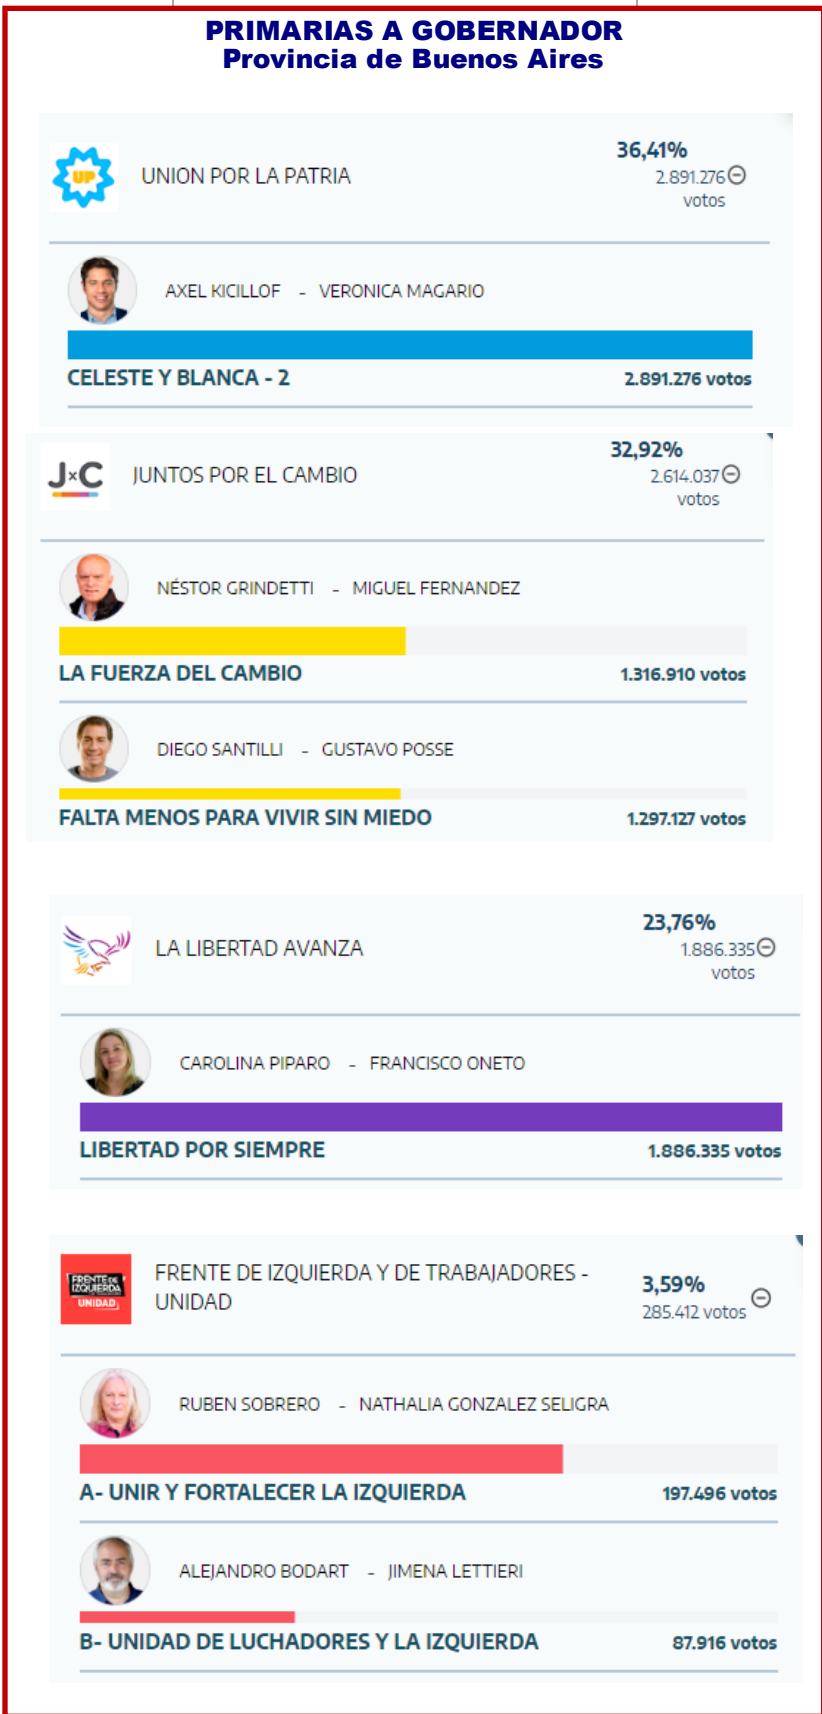 PRIMARIAS A GOBERNADOR
Provincia de Buenos Aires
UP
UNION POR LA PATRIA
36,41%
2.891.276
votos
AXEL KICILLOF - VERONICA MAGARIO
CELESTE Y BLANCA - 2
2.891.276 votos
JxC
JUNTOS POR EL CAMBIO
32,92%
2.614.037
votos
NÉSTOR GRINDETTI - MIGUEL FERNANDEZ
LA FUERZA DEL CAMBIO
1.316.910 votos
DIEGO SANTILLI - GUSTAVO POSSE
FALTA MENOS PARA VIVIR SIN MIEDO
1.297.127 votos
LA LIBERTAD AVANZA
23,76%
1.886.335
votos
CAROLINA PIPARO - FRANCISCO ONETO
LIBERTAD POR SIEMPRE
1.886.335 votos
FRENTE DE
IZQUIERDA
UNIDAD
FRENTE DE IZQUIERDA Y DE TRABAJADORES -
UNIDAD
3,59%
285.412 votos
RUBEN SOBRERO - NATHALIA GONZALEZ SELIGRA
A- UNIR Y FORTALECER LA IZQUIERDA
197.496 votos
ALEJANDRO BODART - JIMENA LETTIERI
B- UNIDAD DE LUCHADORES Y LA IZQUIERDA
87.916 votos